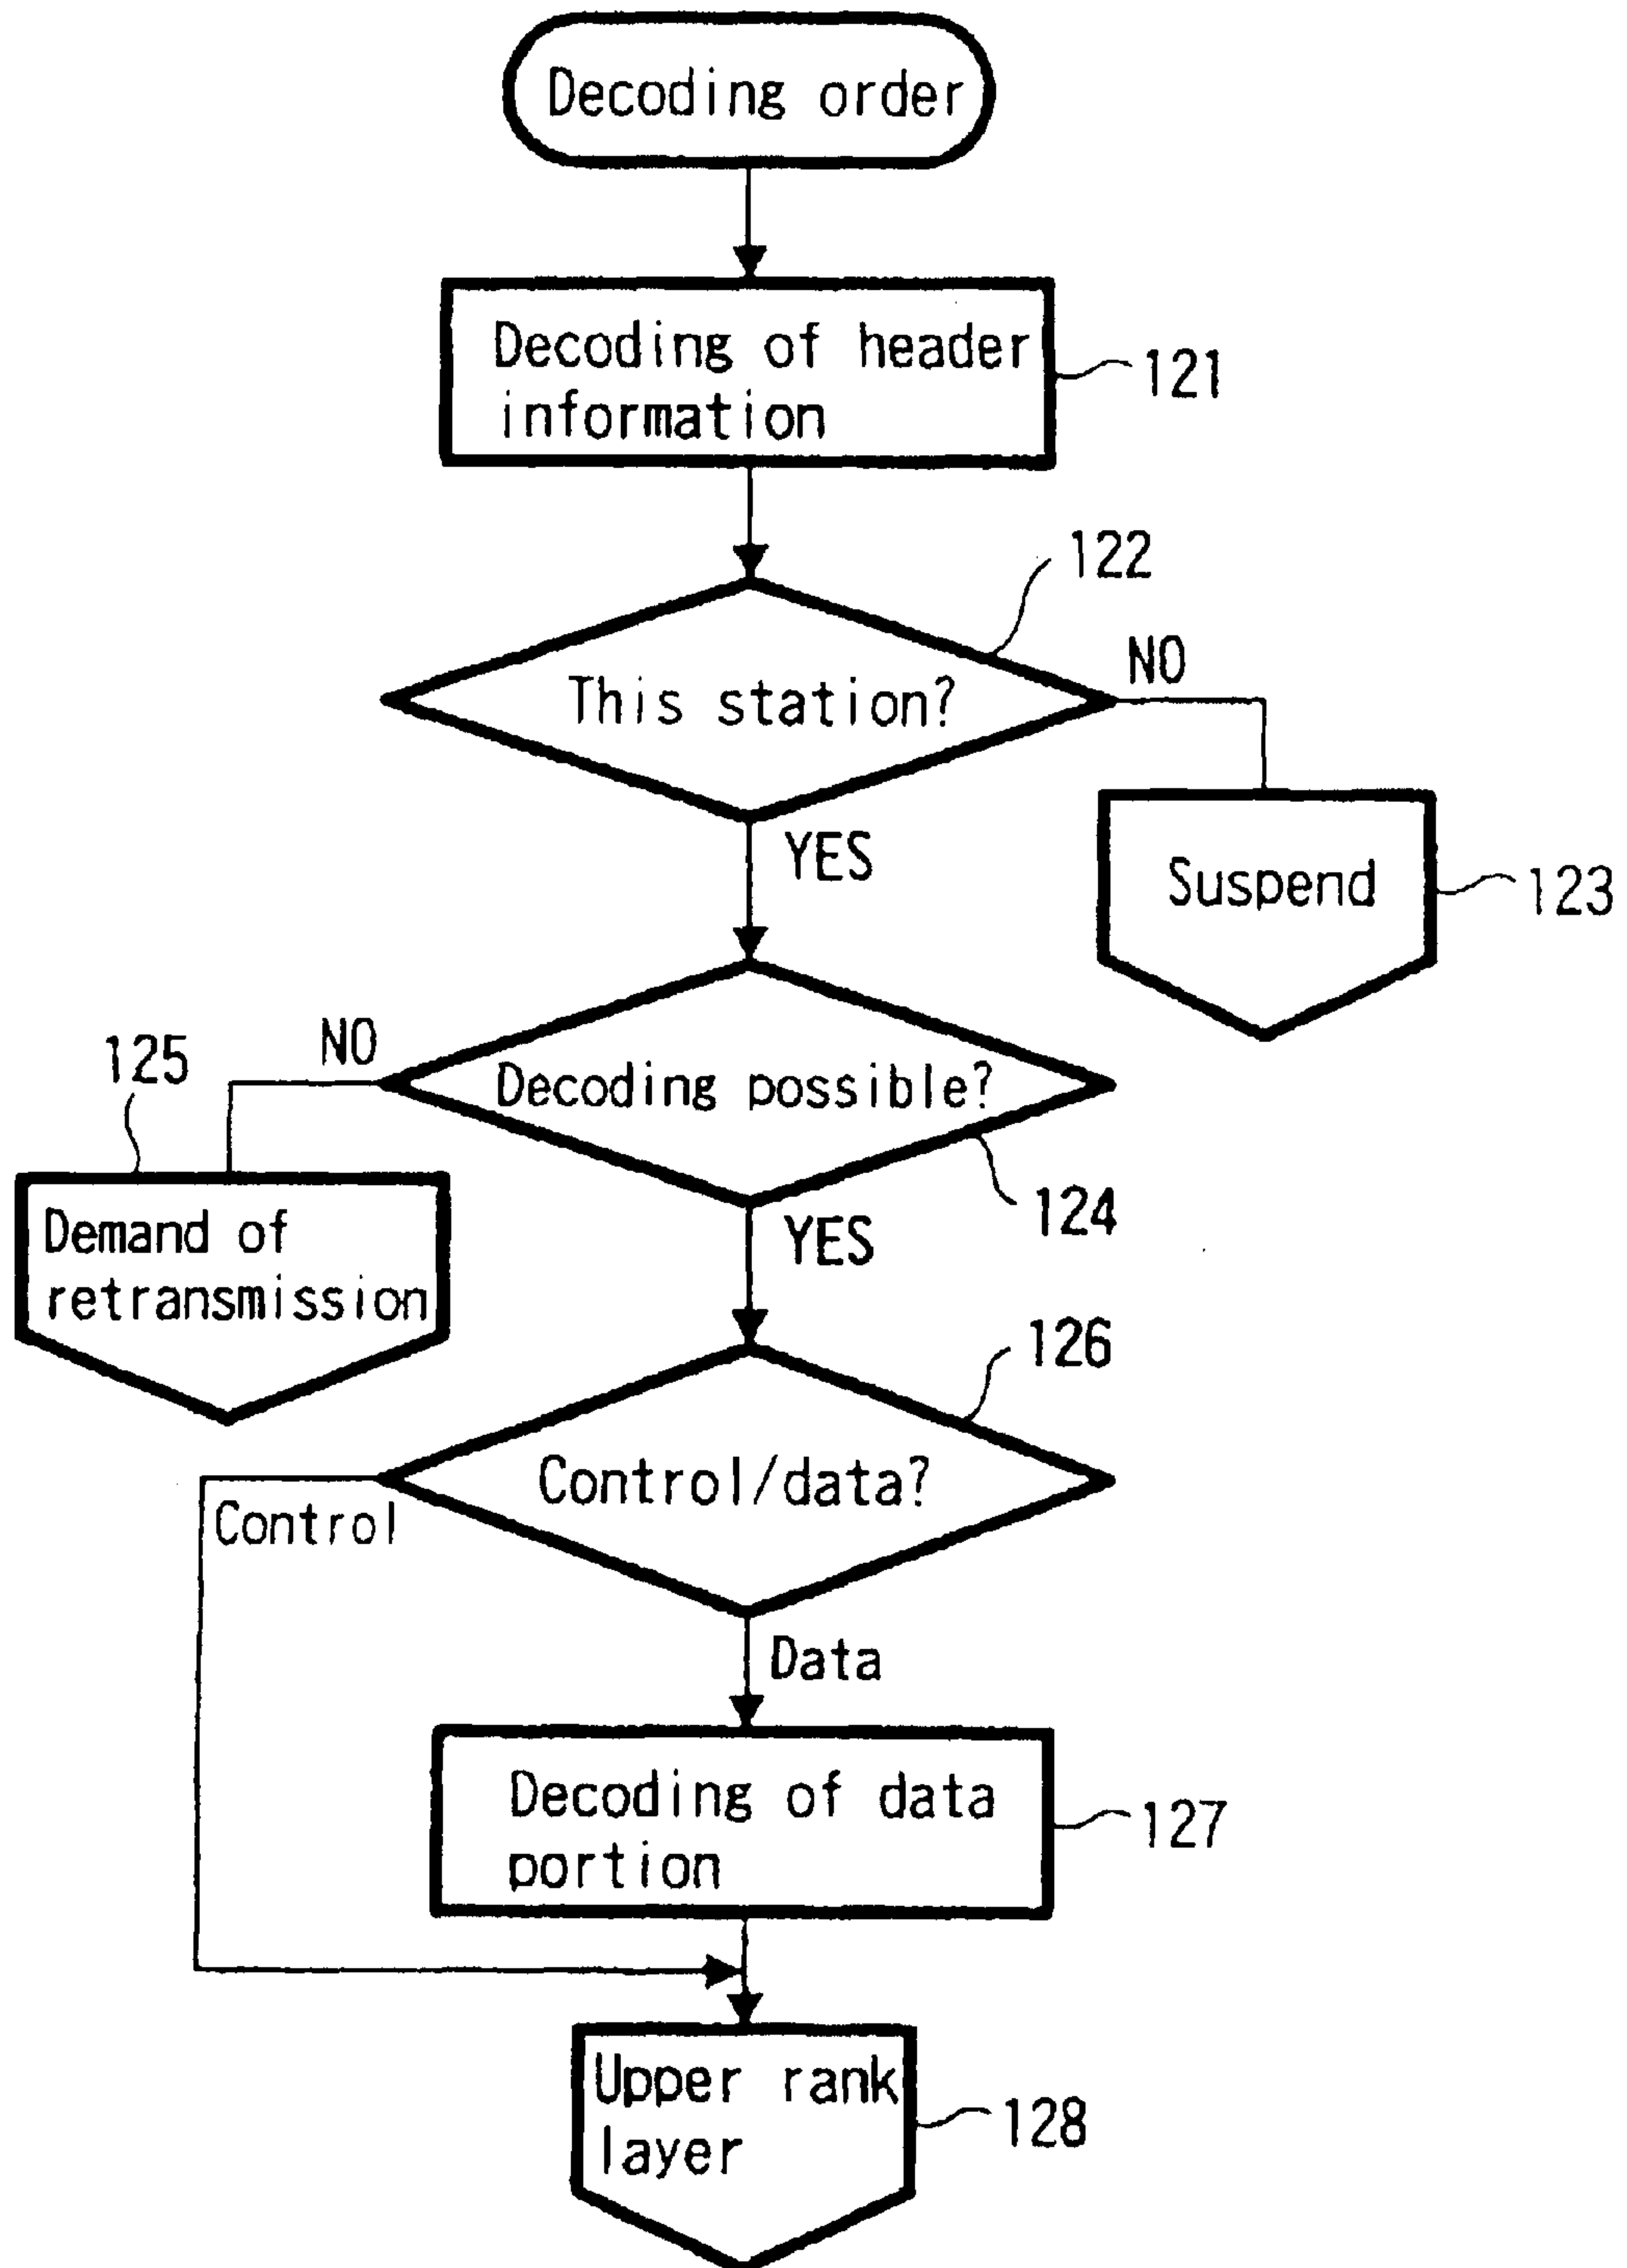 Decoding order
Decoding of header
information
121
122
This station?
NO
YES
Suspend
123
125
NO
Decoding possible?
124
Demand of
retransmission
YES
126
Control/data?
Control
Data
Decoding of data
portion
127
Upper rank
layer
128